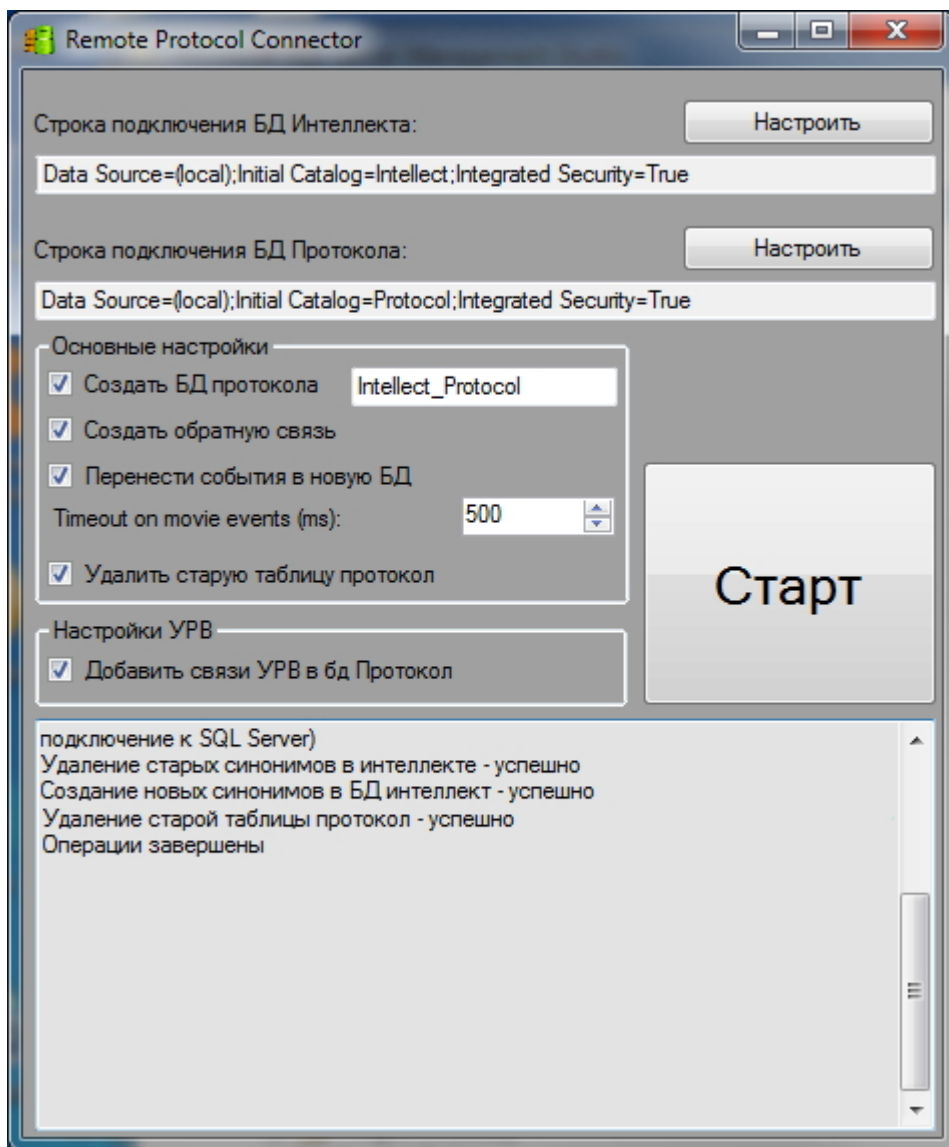 Remote Protocol Connector
Строка подключения БД Интеллекта:
Настроить
Data Source=(local);Initial Catalog=Intellect;Integrated Security=True
Строка подключения БД Протокола:
Настроить
Data Source=(local);Initial Catalog=Protocol;Integrated Security=True
Основные настройки
Создать БД протокола
Intellect_Protocol
Создать обратную связь
Перенести события в новую БД
Timeout on movie events (ms):
500
Удалить старую таблицу протокол
Старт
Настройки УРВ
Добавить связи УРВ в бд Протокол
подключение к SQL Server)
Удаление старых синонимов в интеллекте - успешно
Создание новых синонимов в БД интеллект - успешно
Удаление старой таблицы протокол - успешно
Операции завершены